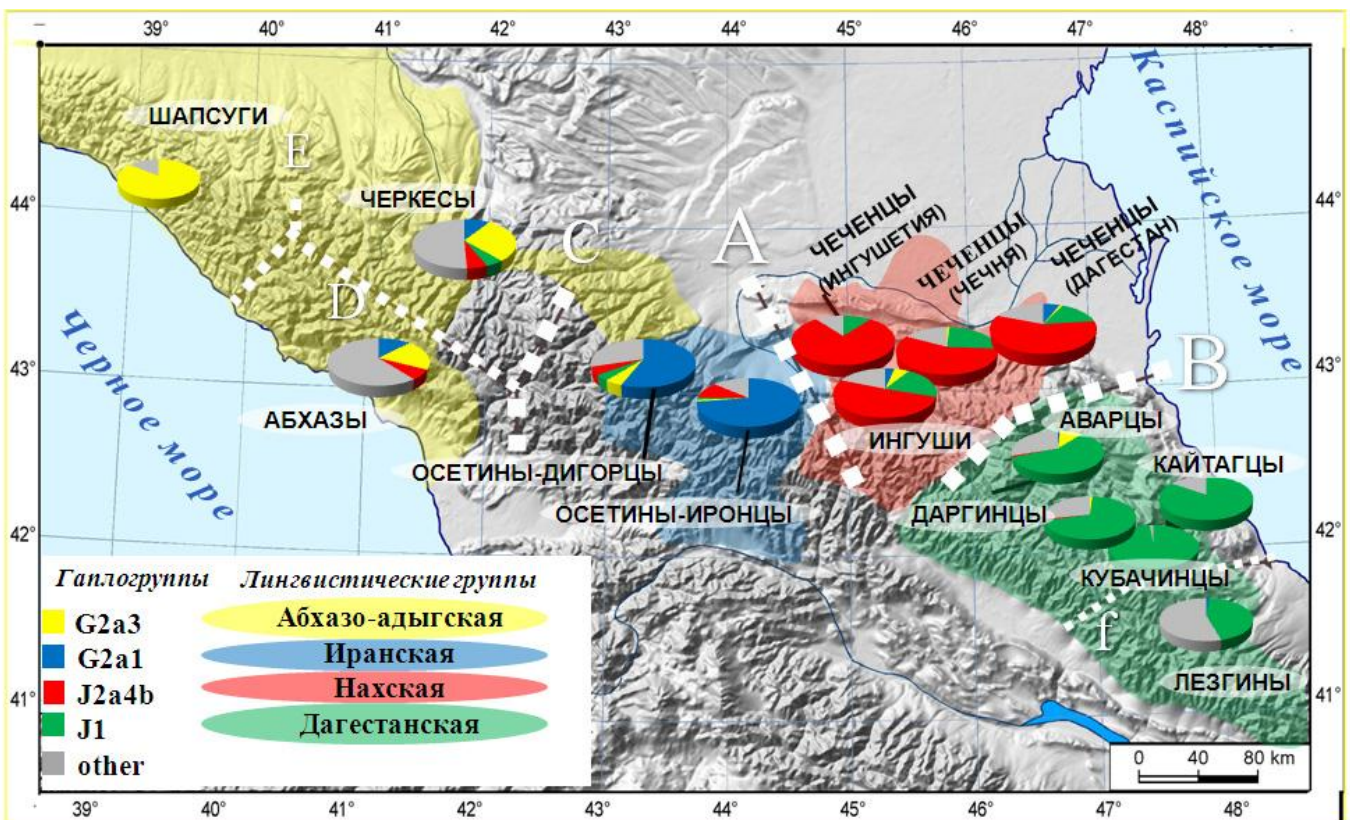 39° 40° 41° 42° 43° 44° 45° 46° 47° 48°
Каспийское море
ШАПСУГИ
E
44°
ЧЕРКЕСЫ
C
A
ЧЕЧЕНЦЫ
(ИНГУШЕТИЯ)
ЧЕЧЕНЦЫ
(ЧЕЧНЯ)
ЧЕЧЕНЦЫ
(ДАГЕСТАН)
44°
D
43°
Черное море
АБХАЗЫ
B
43°
ИНГУШИ
АВАРЦЫ
КАЙТАГЦЫ
ОСЕТИНЫ-ДИГОРЦЫ
ОСЕТИНЫ-ИРОНЦЫ
ДАРГИНЦЫ
42°
42°
КУБАЧИНЦЫ
f
ЛЕЗГИНЫ
Гаплогруппы Лингвистические группы
G2a3 Абхазо-адыгская
G2a1 Иранская
J2a4b Нахская
J1 Дагестанская
other
41°
41°
0 40 80 km
39° 40° 41° 42° 43° 44° 45° 46° 47° 48°